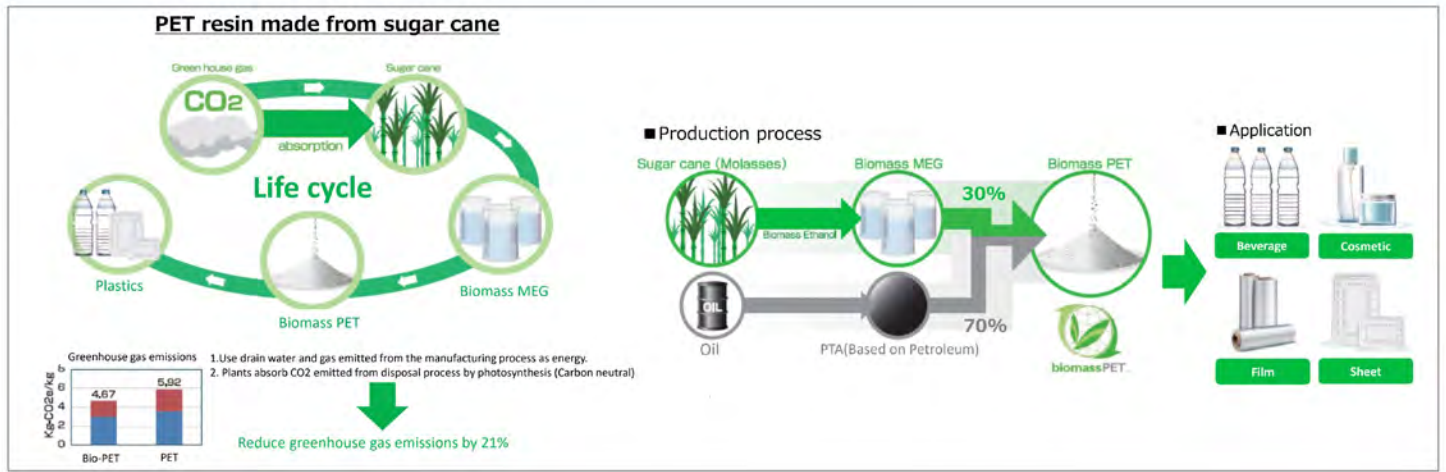 PET resin made from sugar cane
Green house gas
Sugar cane
CO2
absorption
Life cycle
Plastics
Biomass MEG
Biomass PET
Greenhouse gas emissions
Kg-CO2e/kg
6
4
2
0
4,67
5,92
Bio-PET
PET
1.Use drain water and gas emitted from the manufacturing process as energy.
2. Plants absorb CO2 emitted from disposal process by photosynthesis (Carbon neutral)
Reduce greenhouse gas emissions by 21%
■Production process
Sugar cane (Molasses)
Biomass MEG
Biomass PET
30%
Biomass Ethanol
OIL
70%
Oil
PTA(Based on Petroleum)
biomassPET
■Application
Beverage
Cosmetic
Film
Sheet